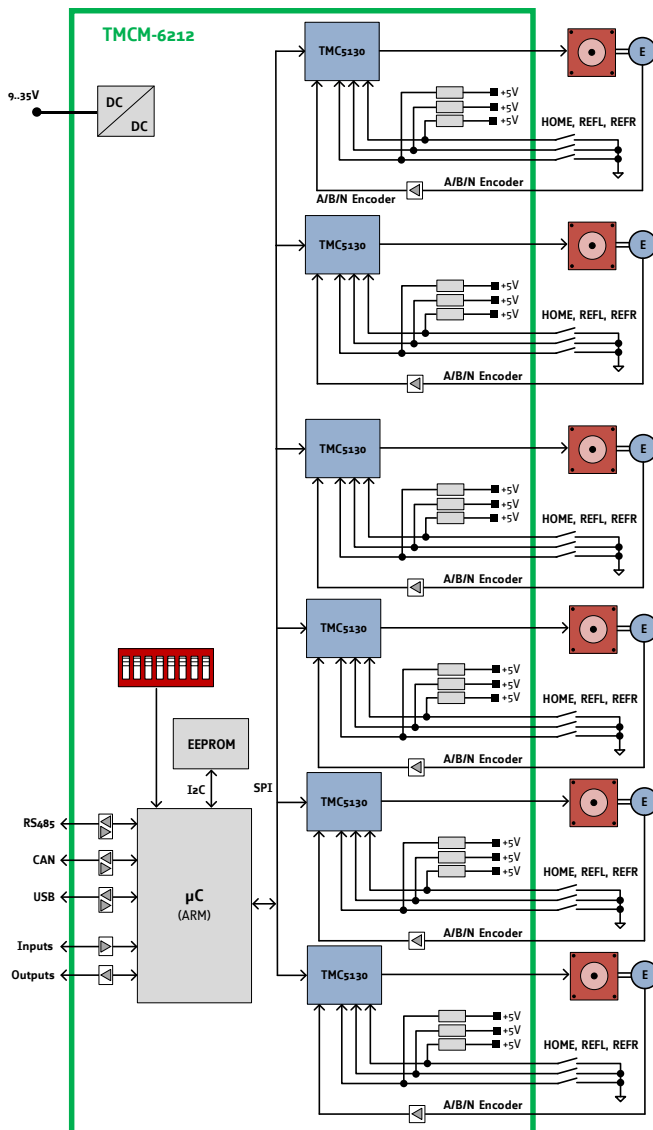 TMCM-6212
9..35V
DC
DC
TMC5130
E
+5V
+5V
+5V
HOME, REFL, REFR
A/B/N Encoder
A/B/N Encoder
TMC5130
E
+5V
+5V
+5V
HOME, REFL, REFR
A/B/N Encoder
TMC5130
E
+5V
+5V
+5V
HOME, REFL, REFR
A/B/N Encoder
TMC5130
E
+5V
+5V
+5V
HOME, REFL, REFR
A/B/N Encoder
EEPROM
I2C
SPI
TMC5130
E
RS485
CAN
USB
Inputs
Outputs
µC
(ARM)
+5V
+5V
+5V
HOME, REFL, REFR
A/B/N Encoder
TMC5130
E
+5V
+5V
+5V
HOME, REFL, REFR
A/B/N Encoder